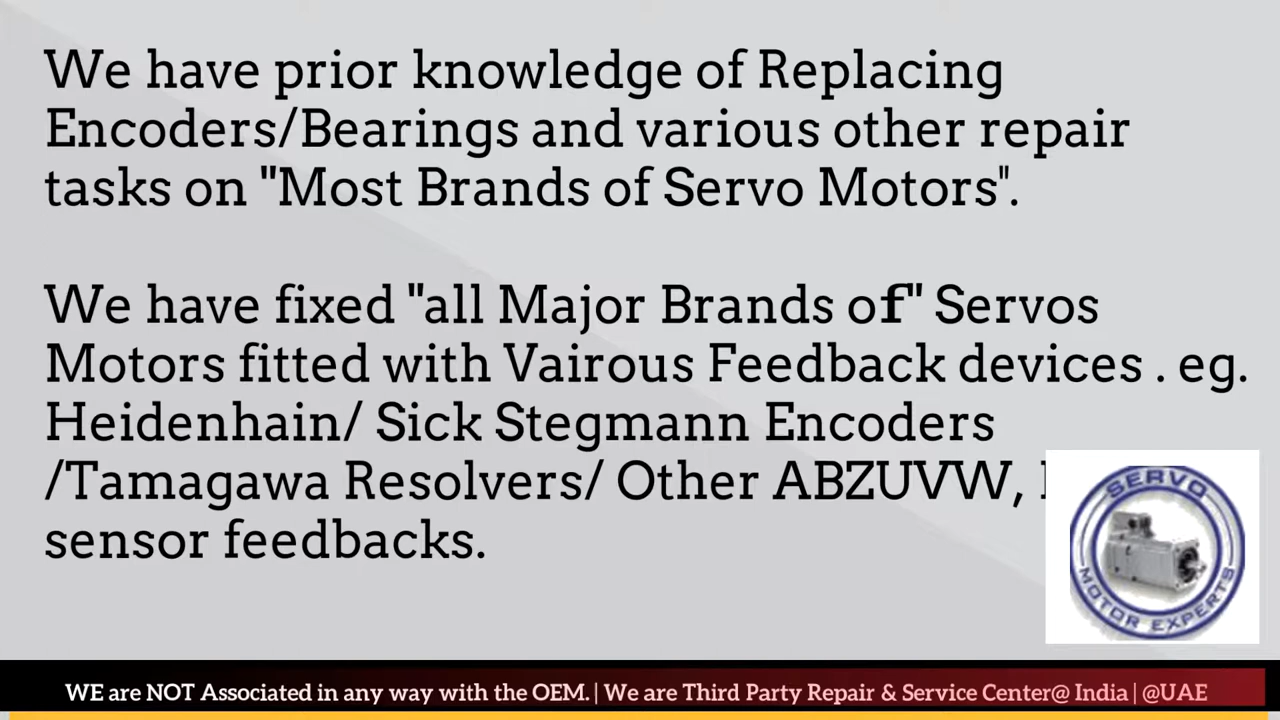 We have prior knowledge of Replacing
Encoders/Bearings and various other repair
tasks on "Most Brands of Servo Motors".
We have fixed "all Major Brands of" Servos
Motors fitted with Vairous Feedback devices . eg.
Heidenhain/ Sick Stegmann Encoders
/Tamagawa Resolvers/ Other ABZUVW,
sensor feedbacks.
SERVO
MOTOR EXPERTS
WE are NOT Associated in any way with the OEM. | We are Third Party Repair & Service Center@ India | @UAE